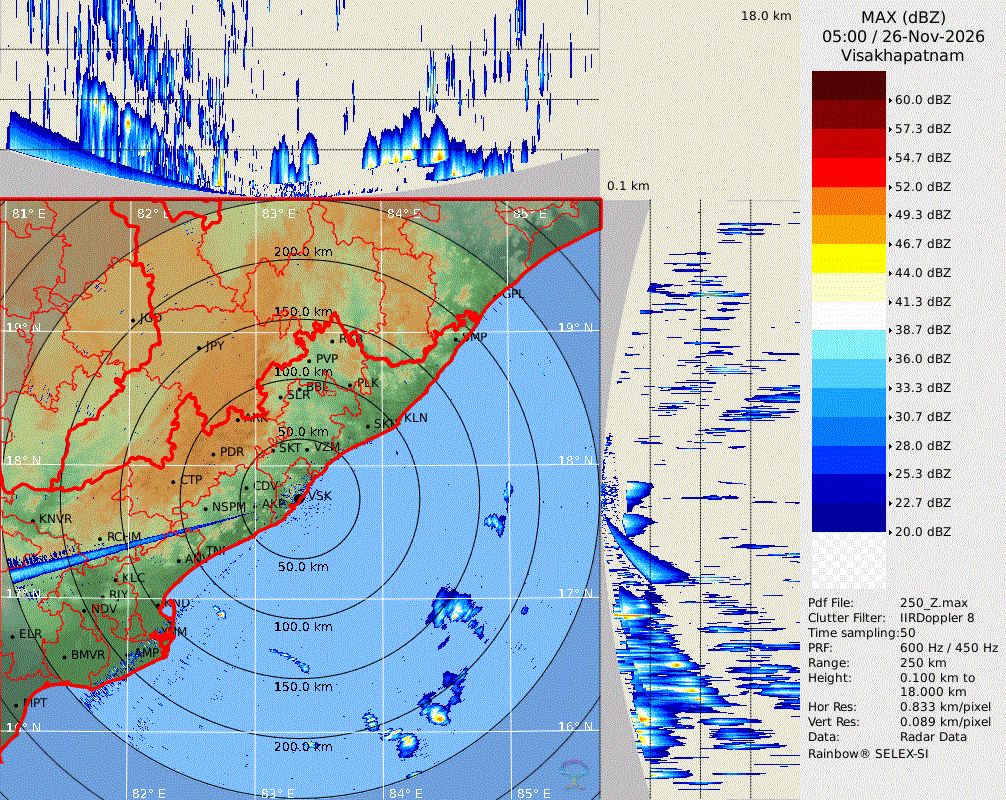 18.0 km
0.1 km
MAX (dBZ)
05:00 / 26-Nov-2026
Visakhapatnam
60.0 dBZ
57.3 dBZ
54.7 dBZ
52.0 dBZ
49.3 dBZ
46.7 dBZ
44.0 dBZ
41.3 dBZ
38.7 dBZ
36.0 dBZ
33.3 dBZ
30.7 dBZ
28.0 dBZ
25.3 dBZ
22.7 dBZ
20.0 dBZ
Pdf File: 250_Z.max
Clutter Filter: IIRDoppler 8
Time sampling:50
PRF: 600 Hz / 450 Hz
Range: 250 km
Height: 0.100 km to
18.000 km
Hor Res: 0.833 km/pixel
Vert Res: 0.089 km/pixel
Data: Radar Data
Rainbow® SELEX-SI
81° E
82° E
83° E
84° E
85° E
200.0 km
GPL
150.0 km
JGD
19° N
19° N
SMP
JPY
PVP
100.0 km
PLK
BBL
SLR
KLN
50.0 km
SKT
VZM
PDR
18° N
18° N
CTP
CDV
VSK
NSPM
AKP
KNVR
RCHM
TNI
50.0 km
KLC
RJY
17° N
KND
NDV
100.0 km
ELR
BMVR
AMP
150.0 km
MPT
16° N
16° N
200.0 km
82° E
83° E
84° E
85° E